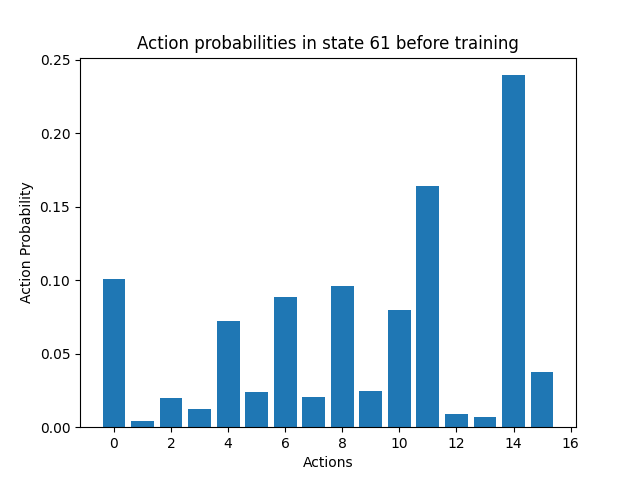 Action probabilities in state 61 before training
0.25
0.20
0.15
0.10
0.05
0.00
Action Probability
0 2 4 6 8 10 12 14 16
Actions